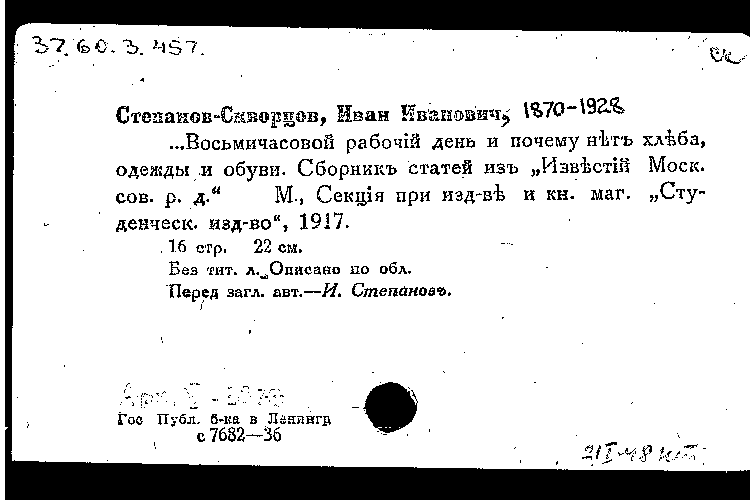 37.60.3.457.
ск
Степанов-Скворцов, Иван Иванович, 1870-1928
...Восьмичасовой рабочій день и почему нѣтъ хлѣба,
одежды и обуви. Сборникъ статей изъ „Извѣстій Моск.
сов. р. д.“ М., Секція при изд-вѣ и кн. маг. „Сту-
денческ. изд-во“, 1917.
16 стр. 22 см.
Без тит. л. Описано по обл.
Перед загл. авт.—И. Степановъ.
Гос Публ. б-ка в Ленингр
с 7682—36